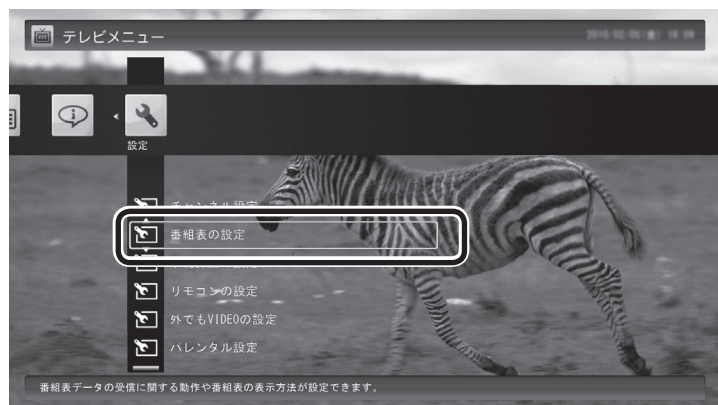 テレビメニュー
2010/02/05(金) 16:09
設定
チャンネル設定
番組表の設定
リモコンの設定
外でもVIDEOの設定
パレンタル設定
番組表データの受信に関する動作や番組表の表示方法が設定できます。